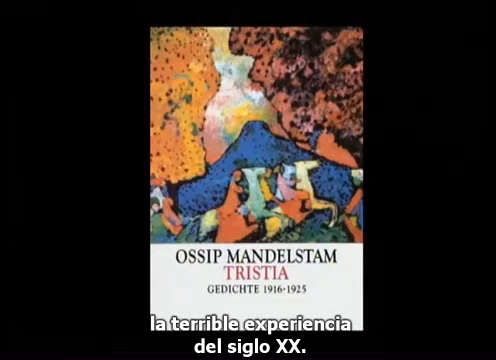 OSSIP MANDELSTAM
TRISTIA
GEDICHTE 1916-1925
la terrible experiencia
del siglo XX.